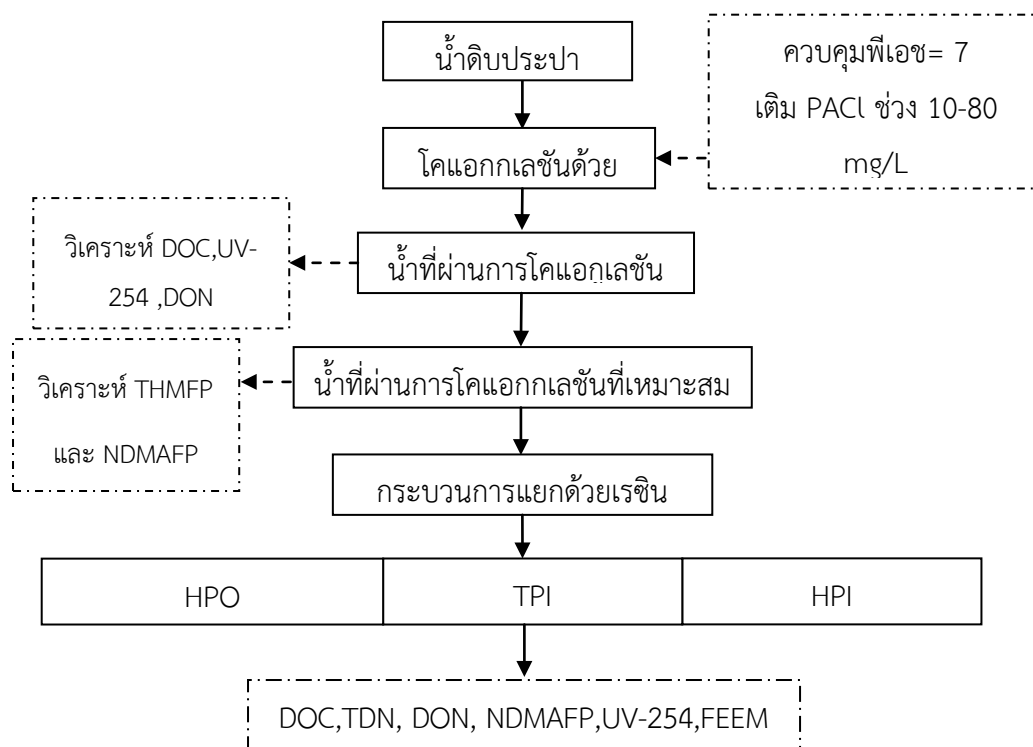 น้ำดิบประปา
ควบคุมพีเอช= 7
เติม PACl ช่วง 10-80
mg/L
โคแอกกเลชันด้วย
วิเคราะห์ DOC,UV-
254 ,DON
น้ำที่ผ่านการโคแอกูเลชัน
วิเคราะห์ THMFP
และ NDMAFP
น้ำที่ผ่านการโคแอกกเลชันที่เหมาะสม
กระบวนการแยกด้วยเรซิน
HPO
TPI
HPI
DOC,TDN, DON, NDMAFP,UV-254,FEEM